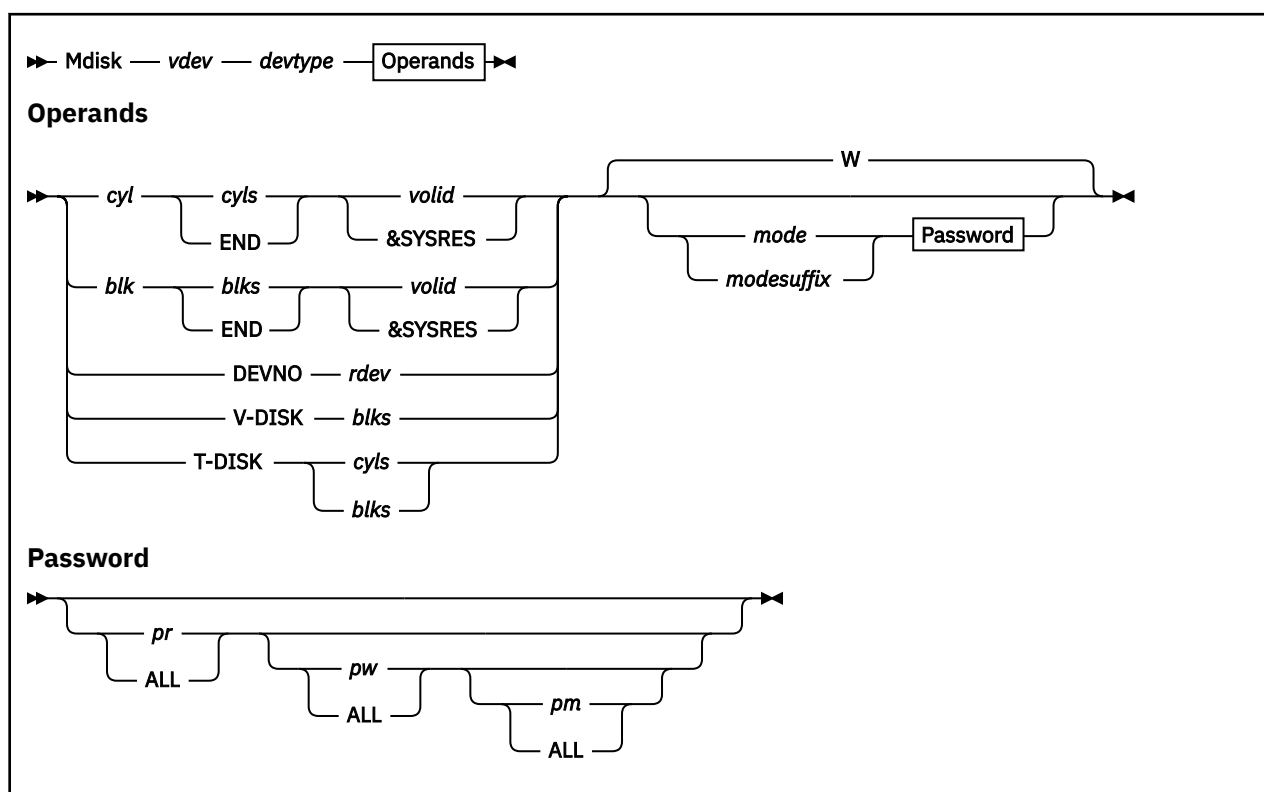 Mdisk vdev devtype Operands
Operands
W
cyl cyls volid
END &SYSRES
mode Password
modesuffix
blk blks volid
END &SYSRES
DEVNO rdev
V-DISK blks
T-DISK cyls
blks
Password
pr
ALL
pw
ALL
pm
ALL